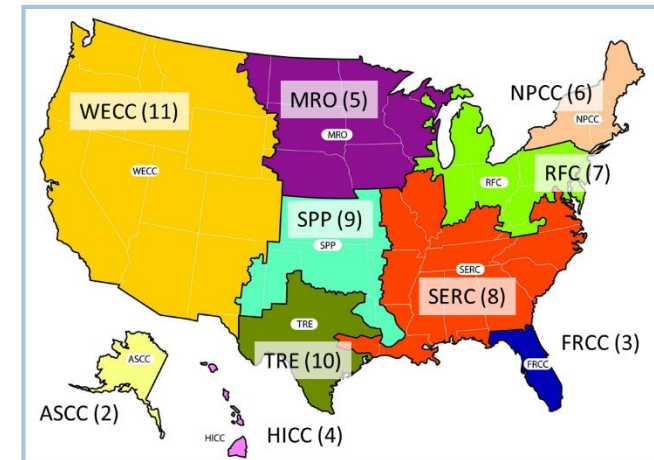 MRO (5)
NPCC (6)
WECC (11)
NPCC
MRO
WECC
RFC (7)
RFC
SPP (9)
SPP
SERC
SERC (8)
TRE
FRCC (3)
TRE (10)
ASCC
FRCC
ASCC (2)
HICC (4)
HICC